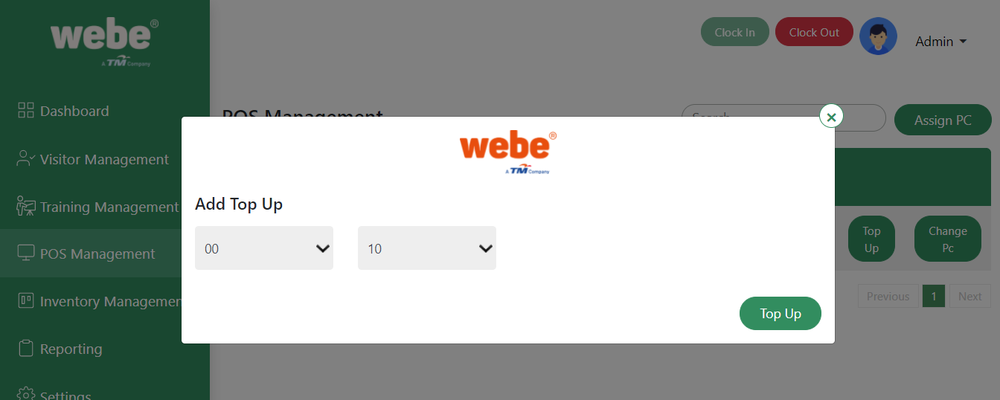 webe®
A TM Company
Clock In
Clock Out
Admin
Dashboard
Visitor Management
Training Management
POS Management
Inventory Managemen
Reporting
Settings
POS Management
Search
Assign PC
webe®
A TM Company
Add Top Up
00
10
Top Up
Top
Up
Change
Pc
Previous
1
Next